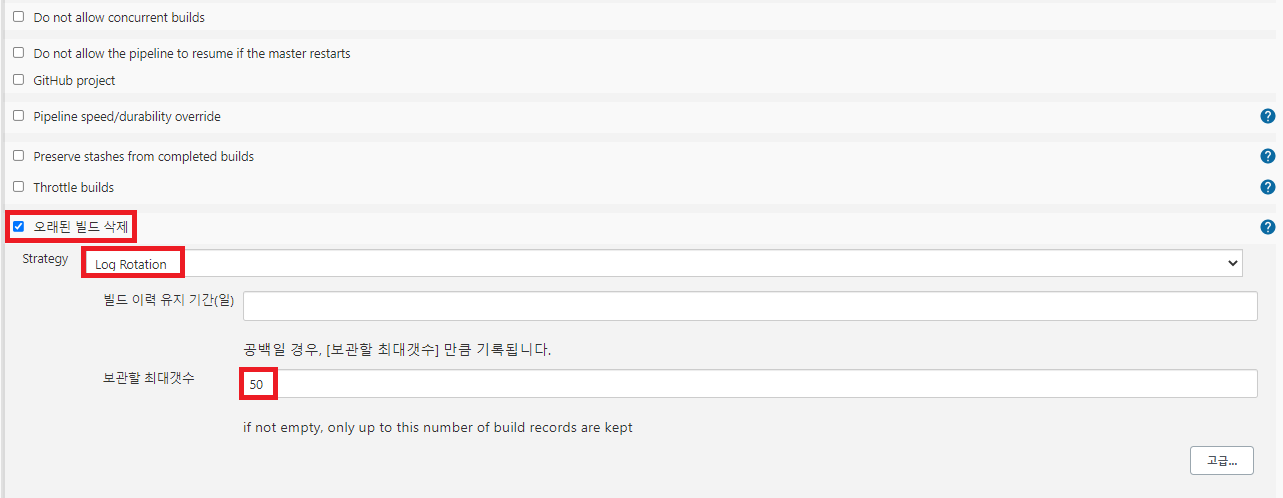 Do not allow concurrent builds
Do not allow the pipeline to resume if the master restarts
GitHub project
Pipeline speed/durability override
?
Preserve stashes from completed builds
?
Throttle builds
?
오래된 빌드 삭제
?
Strategy
Log Rotation
빌드 이력 유지 기간(일)
공백일 경우, [보관할 최대갯수] 만큼 기록됩니다.
보관할 최대갯수
50
if not empty, only up to this number of build records are kept
고급...